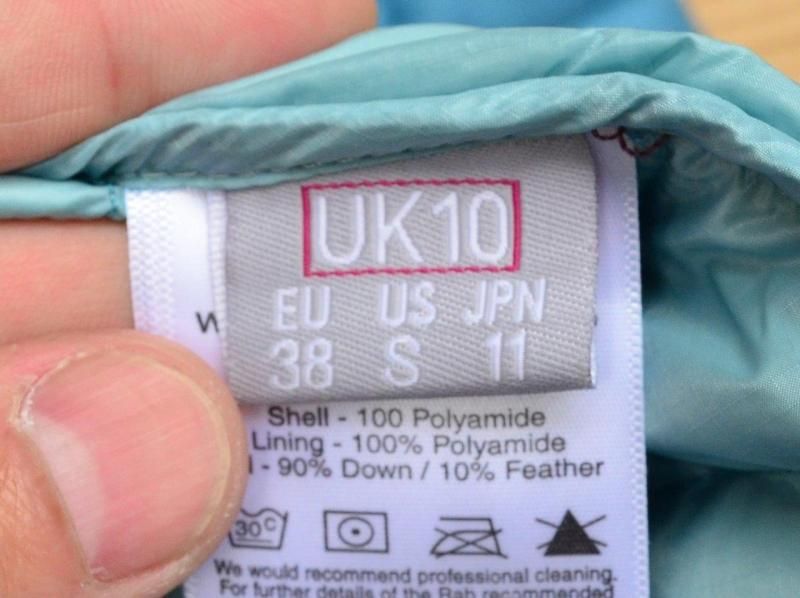 UK10
EU US JPN
38 S 11
Shell - 100 Polyamide
Lining - 100% Polyamide
- 90% Down / 10% Feather
30°C
We would recommend professional cleaning.
For further details of the Rab recommended